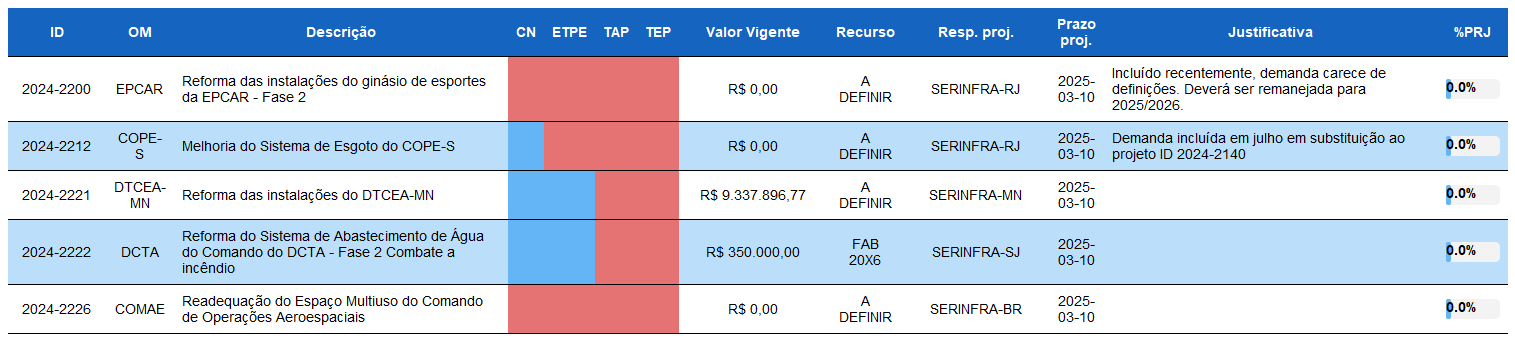 ID OM Descrição CN ETPE TAP TEP Valor Vigente Recurso Resp. proj. Prazo proj. Justificativa %PRJ
2024-2200 EPCAR Reforma das instalações do ginásio de esportes da EPCAR - Fase 2 R$ 0,00 A DEFINIR SERINFRA-RJ 2025-03-10 Incluído recentemente, demanda carece de definições. Deverá ser remanejada para 2025/2026. 0.0%
2024-2212 COPE-S Melhoria do Sistema de Esgoto do COPE-S R$ 0,00 A DEFINIR SERINFRA-RJ 2025-03-10 Demanda incluída em julho em substituição ao projeto ID 2024-2140 0.0%
2024-2221 DTCEA-MN Reforma das instalações do DTCEA-MN R$ 9.337.896,77 A DEFINIR SERINFRA-MN 2025-03-10 0.0%
2024-2222 DCTA Reforma do Sistema de Abastecimento de Água do Comando do DCTA - Fase 2 Combate a incêndio R$ 350.000,00 FAB 20X6 SERINFRA-SJ 2025-03-10 0.0%
2024-2226 COMAE Readequação do Espaço Multiuso do Comando de Operações Aeroespaciais R$ 0,00 A DEFINIR SERINFRA-BR 2025-03-10 0.0%